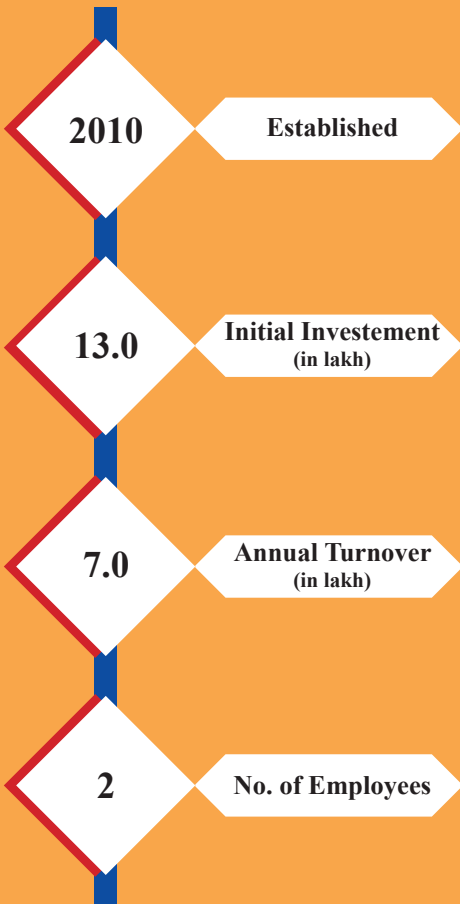 2010
Established
13.0
Initial Investement
(in lakh)
7.0
Annual Turnover
(in lakh)
2
No. of Employees